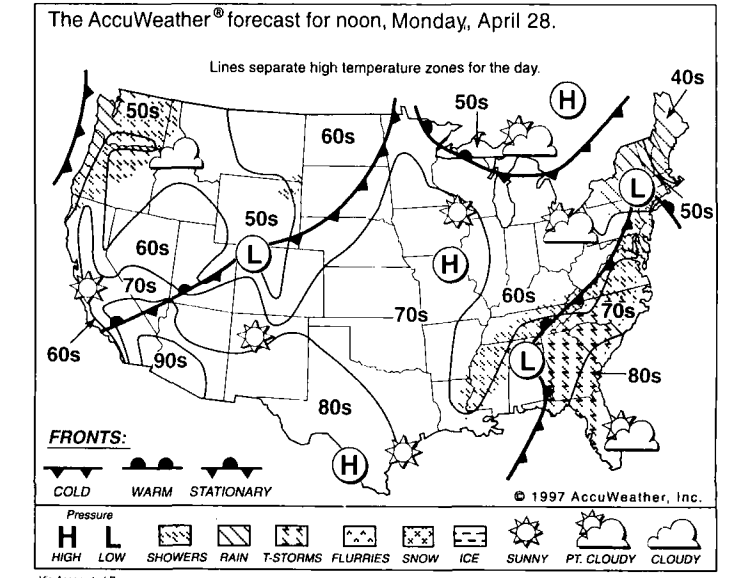 The AccuWeather® forecast for noon, Monday, April 28.
Lines separate high temperature zones for the day.
40s
50s
50s
H
60s
L
50s
50s
L
60s
H
70s
60s
70s
70s
60s
90s
L
80s
80s
FRONTS:
H
COLD WARM STATIONARY
© 1997 AccuWeather, Inc.
Pressure
H L
HIGH LOW SHOWERS RAIN T-STORMS FLURRIES SNOW ICE SUNNY PT. CLOUDY CLOUDY